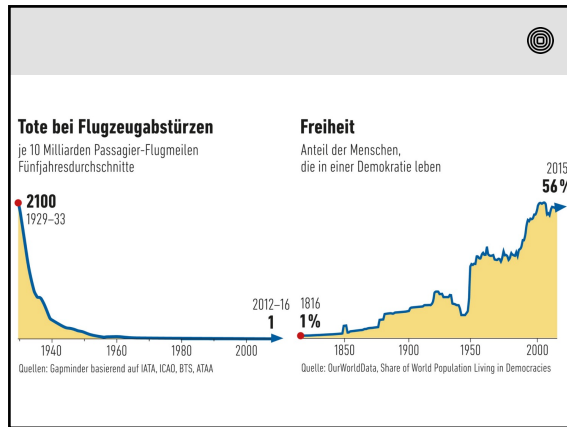 Tote bei Flugzeugabstürzen
je 10 Milliarden Passagier-Flugmeilen
Fünfjahresdurchschnitte
2100
1929–33
2012–16
1
1940 1960 1980 2000
Quellen: Gapminder basierend auf IATA, ICAO, BTS, ATAA
Freiheit
Anteil der Menschen,
die in einer Demokratie leben
2015
56 %
1816
1 %
1850 1900 1950 2000
Quelle: OurWorldData, Share of World Population Living in Democracies